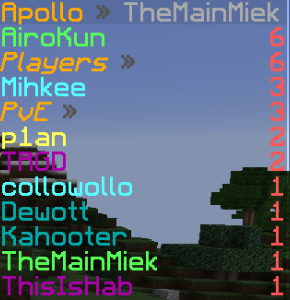 Apollo » TheMainMiek
AiroKun 6
Players » 6
Mihkee 3
PvE » 3
p1an 2
TRGD 2
collowollo 1
Dewott 1
Kahooter 1
TheMainMiek 1
ThisIsHab 1